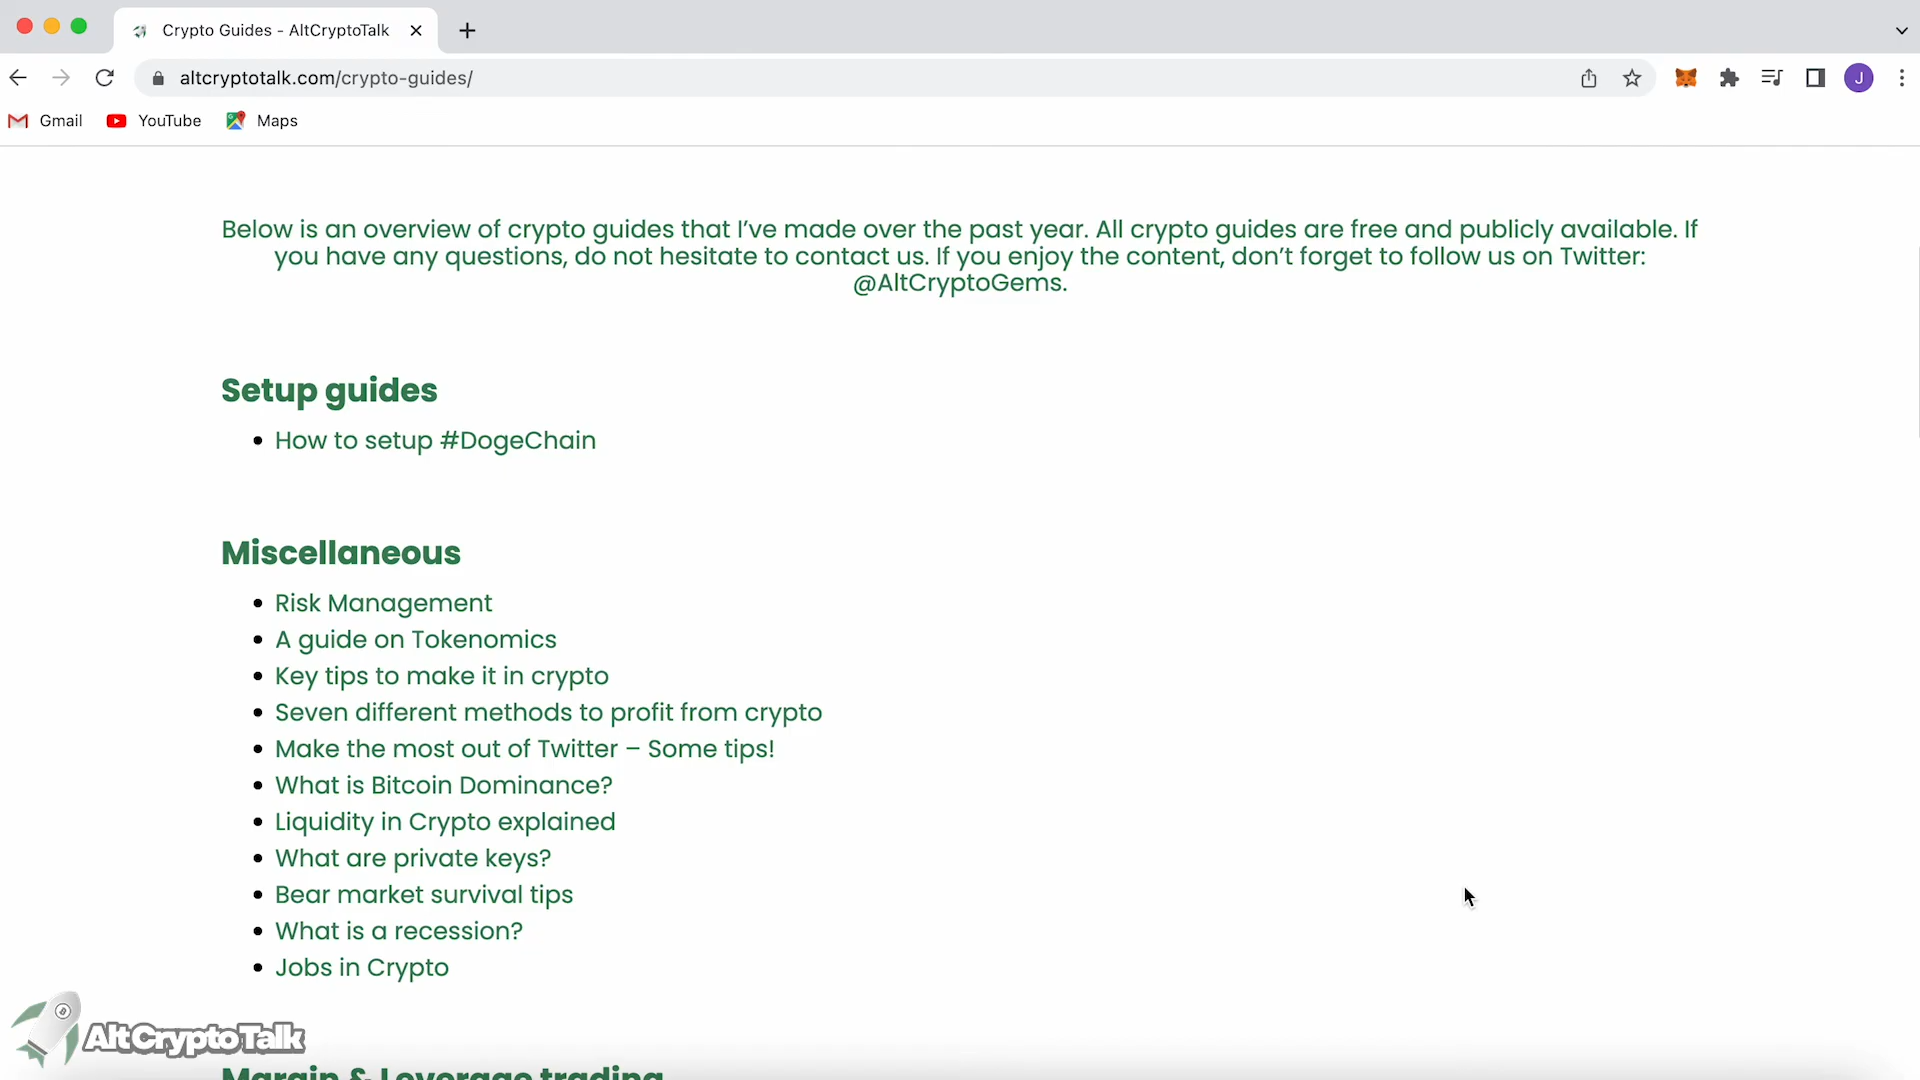 Crypto Guides - AltCryptoTalk
altcryptotalk.com/crypto-guides/
J
Gmail
YouTube
Maps
Below is an overview of crypto guides that I’ve made over the past year. All crypto guides are free and publicly available. If
you have any questions, do not hesitate to contact us. If you enjoy the content, don’t forget to follow us on Twitter:
@AltCryptoGems.
Setup guides
How to setup #DogeChain
Miscellaneous
Risk Management
A guide on Tokenomics
Key tips to make it in crypto
Seven different methods to profit from crypto
Make the most out of Twitter – Some tips!
What is Bitcoin Dominance?
Liquidity in Crypto explained
What are private keys?
Bear market survival tips
What is a recession?
Jobs in Crypto
AltCryptoTalk
Margin & Leverage trading